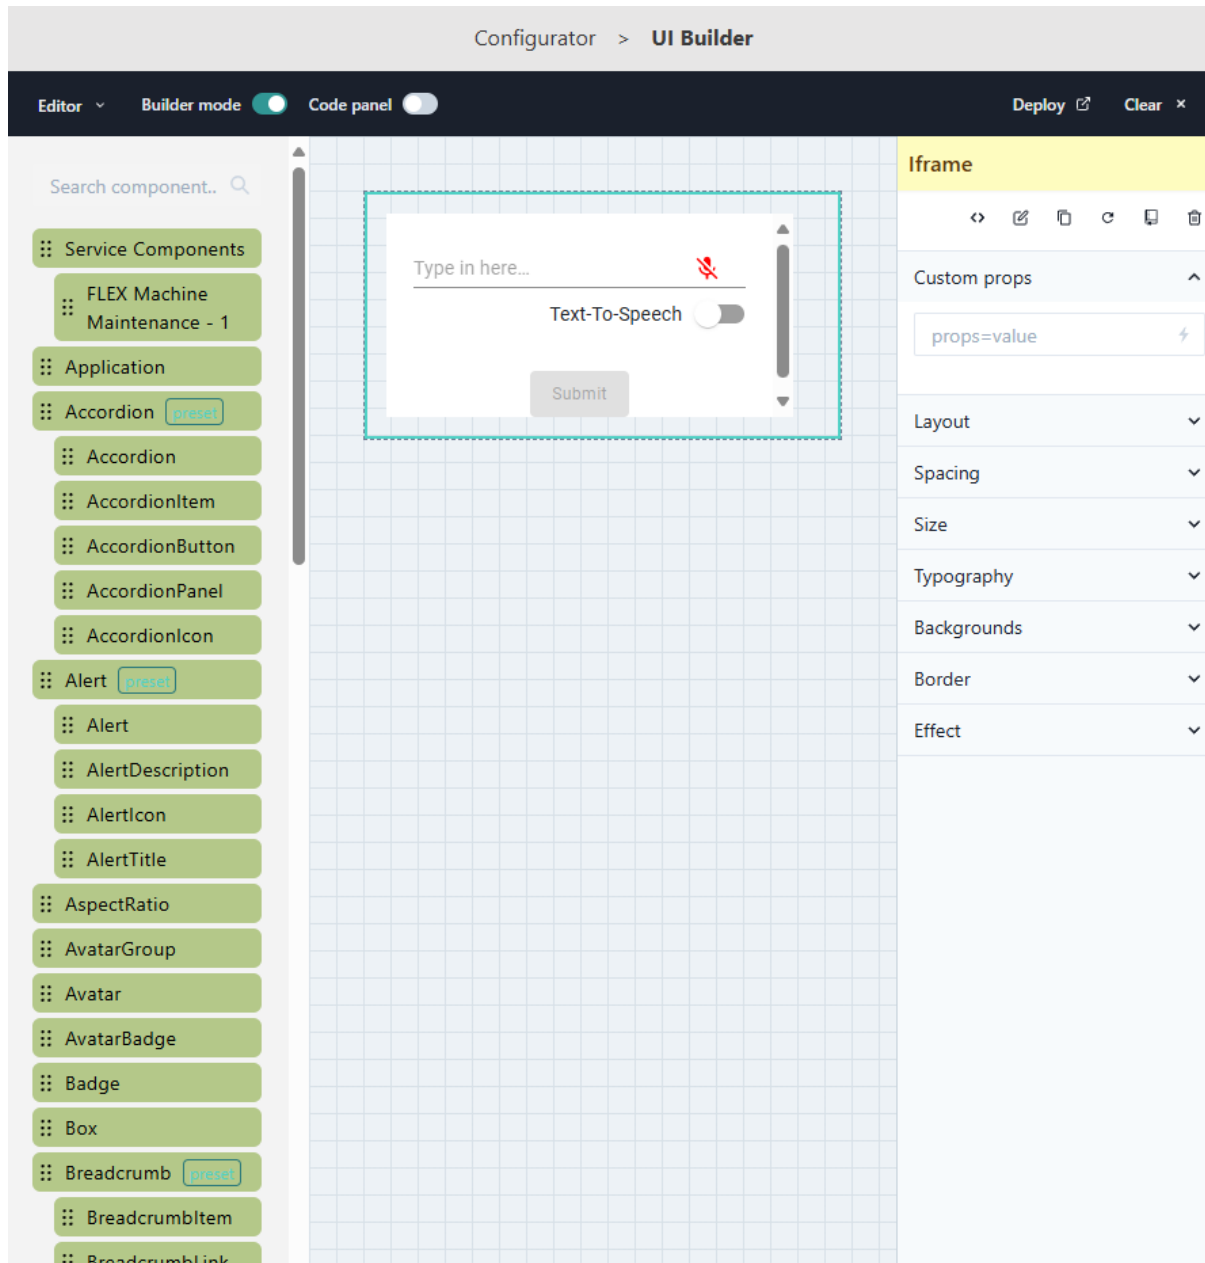 Configurator > UI Builder
Editor Builder mode Code panel Deploy Clear ×
Search component..
Service Components
FLEX Machine
Maintenance - 1
Application
Accordion preset
Accordion
AccordionItem
AccordionButton
AccordionPanel
AccordionIcon
Alert preset
Alert
AlertDescription
AlertIcon
AlertTitle
AspectRatio
AvatarGroup
Avatar
AvatarBadge
Badge
Box
Breadcrumb preset
BreadcrumbItem
BreadcrumbLink
Type in here...
Text-To-Speech
Submit
Iframe
Custom props
props=value
Layout
Spacing
Size
Typography
Backgrounds
Border
Effect